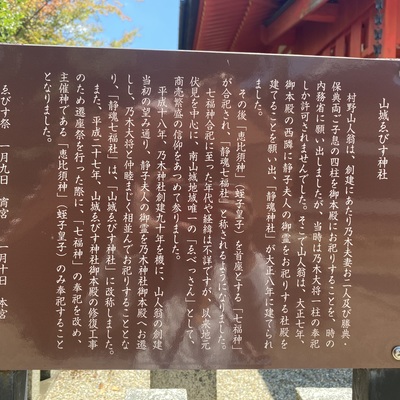 山城ゑびす神社
村野山人翁は、創建にあたり乃木夫妻お二人及び勝典・
保典両ご子息の四柱を御本殿にお祀りすることを、時の
内務省に願い出しましたが、当時は乃木大将一柱の奉祀
しか許可されませんでした。そこで山人翁は、大正七年、
御本殿の西隣に静子夫人の御霊をお祀りする社殿を
建てることを願い出、「静魂神社」が大正八年に建てられ
ました。
その後「恵比須神」（蛭子皇子）を首座とする「七福神」
が合祀され、「静魂七福社」と称されるようになりました。
七福神合祀に至った年代や経緯は不詳ですが、以来地元
伏見を中心に、南山城地域唯一の「ゑべっさん」として、
商売繁盛の信仰をあつめて参りました。
平成十八年、乃木神社創建九十年を機に、山人翁の創建
当初の望み通り、静子夫人の御霊を乃木神社御本殿へお遷
しし、乃木大将と仲睦まじく相並んでお祀りすることとな
り、「静魂七福社」は、「山城ゑびす神社」に改称しました。
また、平成二十七年、山城ゑびす神社御本殿の修復工事
のため遷座祭を行った際に、「七福神」の奉祀を改め、
主催神である「恵比須神」（蛭子皇子）のみ奉祀すること
となりました。
ゑびす祭 一月九日 宵宮 一月十日 本宮